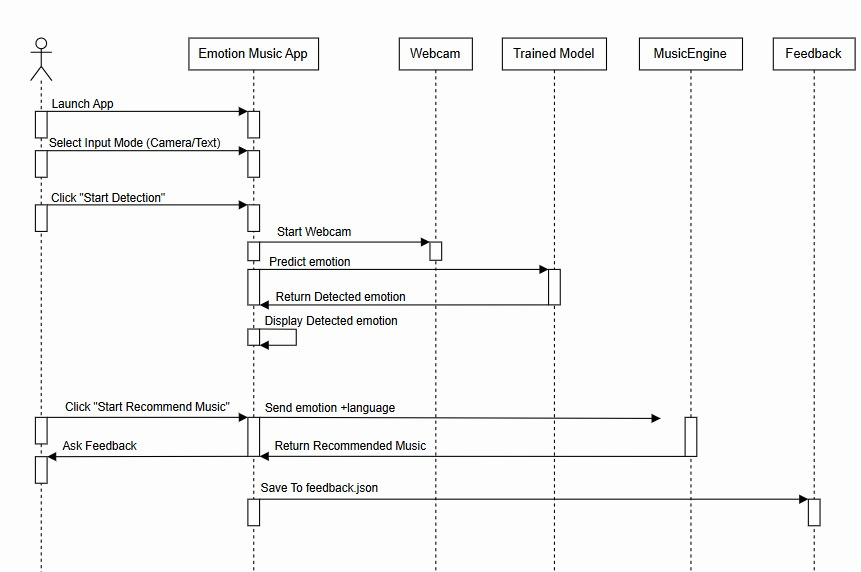 Emotion Music App
Webcam
Trained Model
MusicEngine
Feedback
Launch App
Select Input Mode (Camera/Text)
Click "Start Detection"
Start Webcam
Predict emotion
Return Detected emotion
Display Detected emotion
Click "Start Recommend Music"
Send emotion +language
Ask Feedback
Return Recommended Music
Save To feedback.json